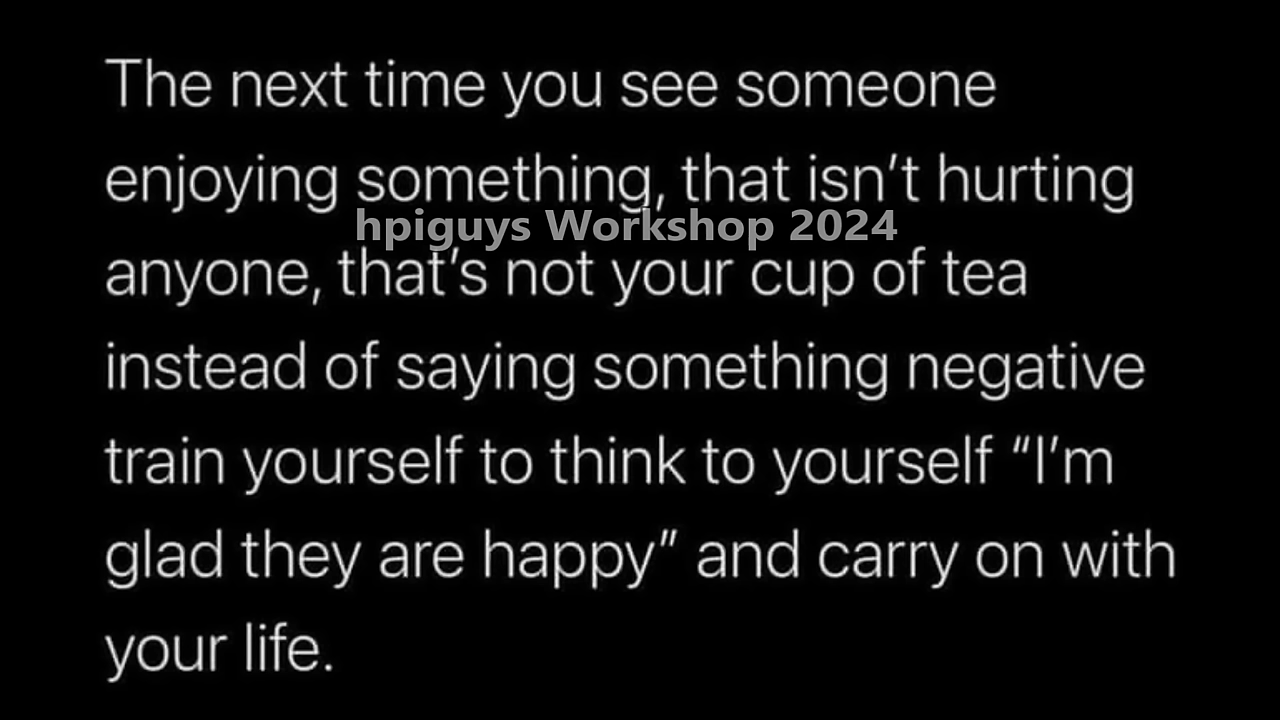 The next time you see someone
enjoying something, that isn’t hurting
hpiguys Workshop 2024
anyone, that’s not your cup of tea
instead of saying something negative
train yourself to think to yourself “I’m
glad they are happy” and carry on with
your life.